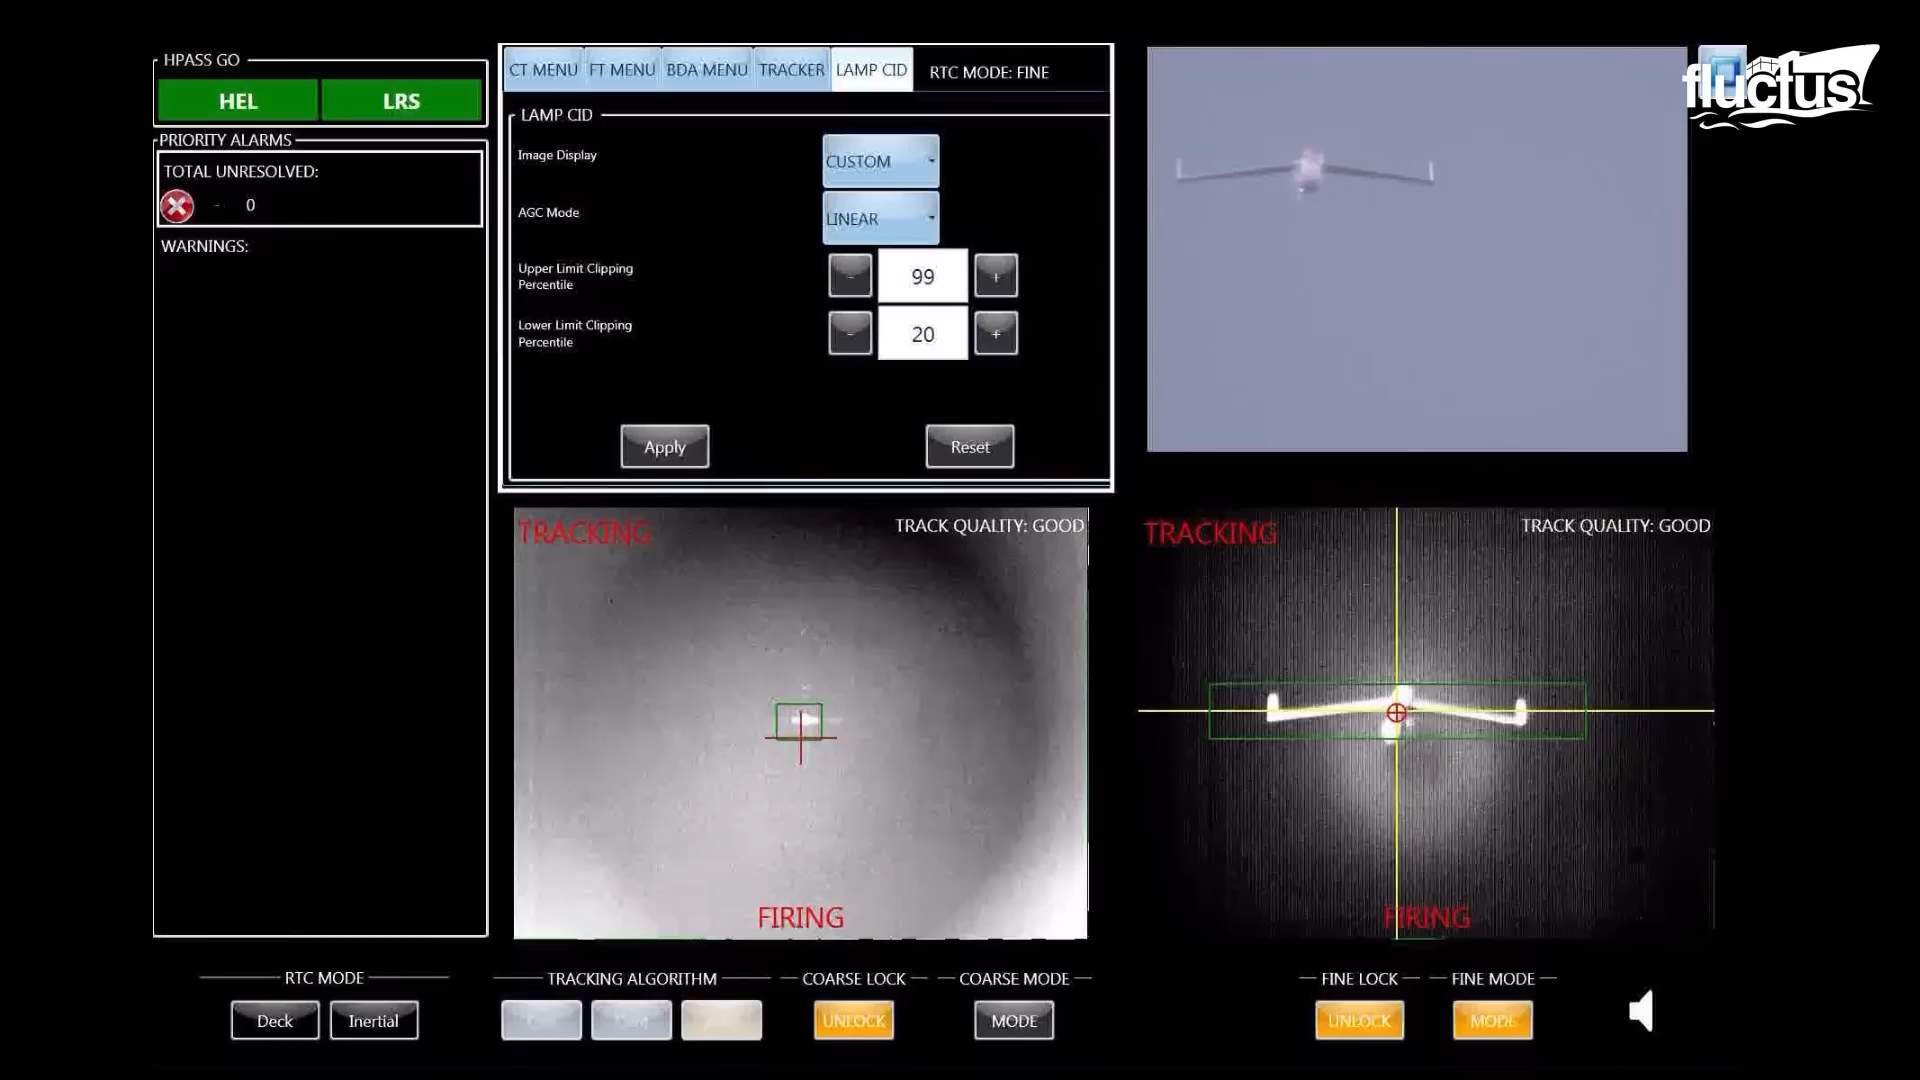 HPASS GO
HEL
LRS
PRIORITY ALARMS
TOTAL UNRESOLVED:
- 0
WARNINGS:
CT MENU
FT MENU
BDA MENU
TRACKER
LAMP CID
RTC MODE: FINE
LAMP CID
Image Display
CUSTOM
AGC Mode
LINEAR
Upper Limit Clipping
Percentile
- 99 +
Lower Limit Clipping
Percentile
- 20 +
Apply
Reset
fluctus
TRACKING
TRACK QUALITY: GOOD
FIRING
TRACKING
TRACK QUALITY: GOOD
FIRING
RTC MODE
Deck
Inertial
TRACKING ALGORITHM
COARSE LOCK
UNLOCK
COARSE MODE
MODE
FINE LOCK
UNLOCK
FINE MODE
MODE